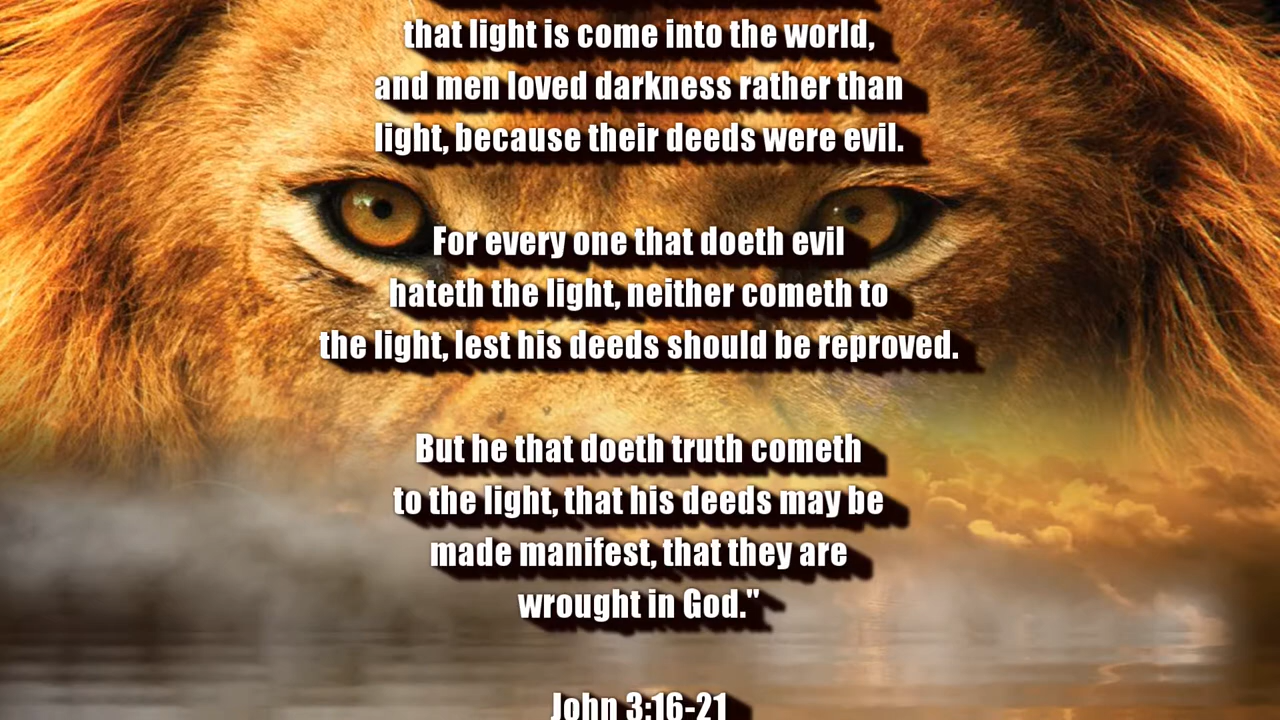 that light is come into the world,
and men loved darkness rather than
light, because their deeds were evil.
For every one that doeth evil
hateth the light, neither cometh to
the light, lest his deeds should be reproved.
But he that doeth truth cometh
to the light, that his deeds may be
made manifest, that they are
wrought in God."
John 3:16-21